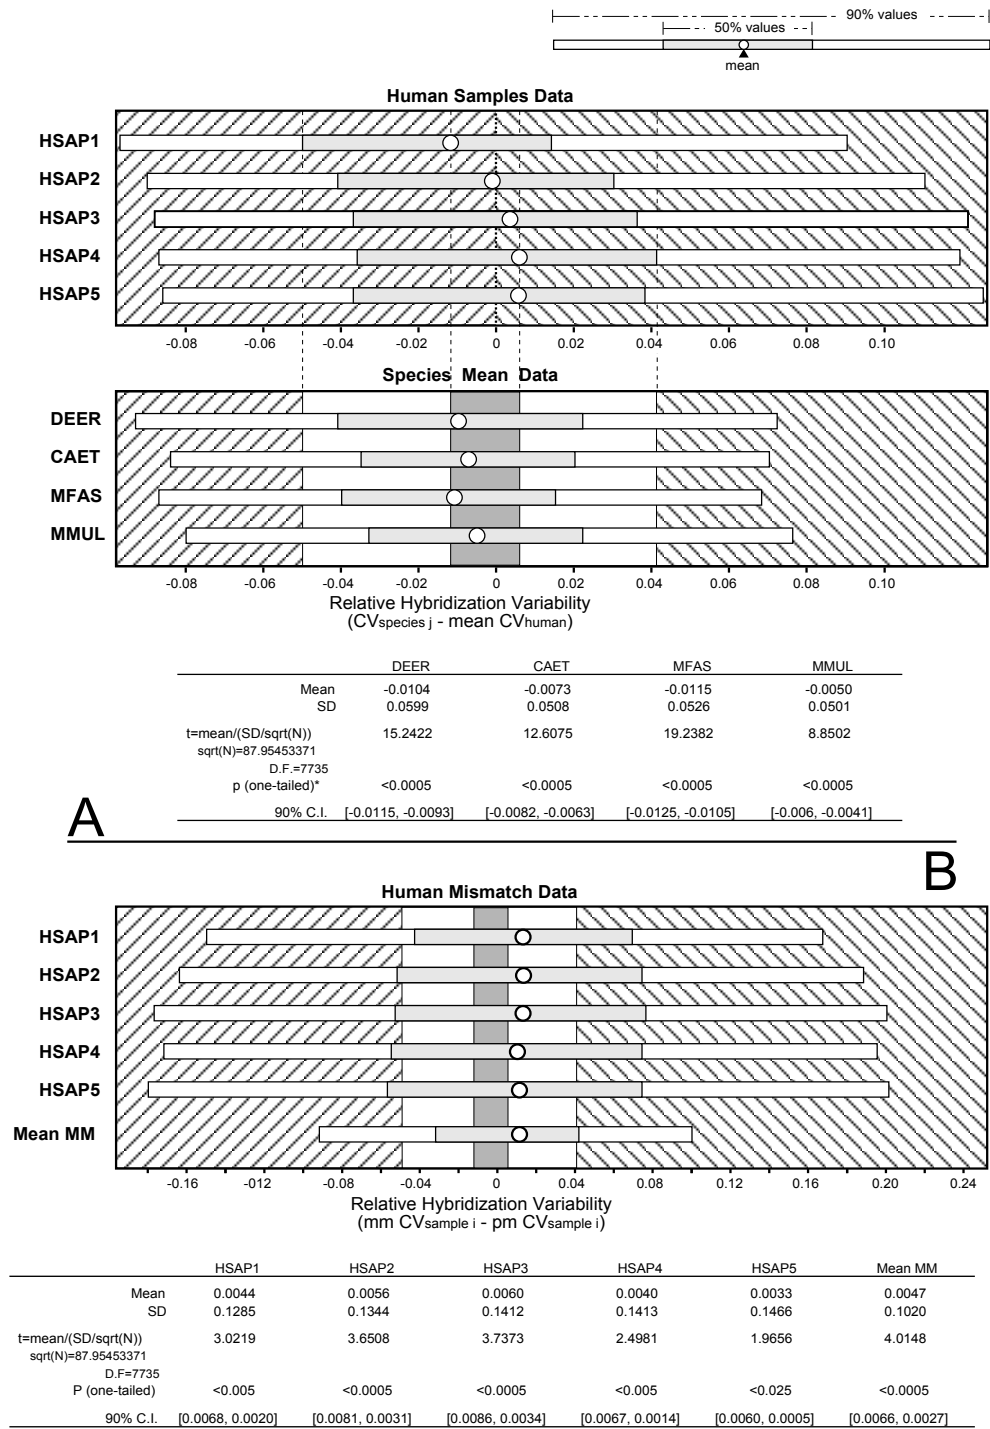 90% values
50% values
mean
Human Samples Data
HSAP1
HSAP2
HSAP3
HSAP4
HSAP5
-0.08 -0.06 -0.04 -0.02 0 0.02 0.04 0.06 0.08 0.10
Species Mean Data
DEER
CAET
MFAS
MMUL
-0.08 -0.06 -0.04 -0.02 0 0.02 0.04 0.06 0.08 0.10
Relative Hybridization Variability
(CVspecies j - mean CVhuman)
DEER CAET MFAS MMUL
Mean -0.0104 -0.0073 -0.0115 -0.0050
SD 0.0599 0.0508 0.0526 0.0501
t=mean/(SD/sqrt(N)) 15.2422 12.6075 19.2382 8.8502
sqrt(N)=87.95453371
D.F.=7735
p (one-tailed)* <0.0005 <0.0005 <0.0005 <0.0005
90% C.I. [-0.0115, -0.0093] [-0.0082, -0.0063] [-0.0125, -0.0105] [-0.006, -0.0041]
A
B
Human Mismatch Data
HSAP1
HSAP2
HSAP3
HSAP4
HSAP5
Mean MM
-0.16 -012 -0.08 -0.04 0 0.04 0.08 0.12 0.16 0.20 0.24
Relative Hybridization Variability
(mm CVsample i - pm CVsample i)
HSAP1 HSAP2 HSAP3 HSAP4 HSAP5 Mean MM
Mean 0.0044 0.0056 0.0060 0.0040 0.0033 0.0047
SD 0.1285 0.1344 0.1412 0.1413 0.1466 0.1020
t=mean/(SD/sqrt(N)) 3.0219 3.6508 3.7373 2.4981 1.9656 4.0148
sqrt(N)=87.95453371
D.F=7735
P (one-tailed) <0.005 <0.0005 <0.0005 <0.005 <0.025 <0.0005
90% C.I. [0.0068, 0.0020] [0.0081, 0.0031] [0.0086, 0.0034] [0.0067, 0.0014] [0.0060, 0.0005] [0.0066, 0.0027]